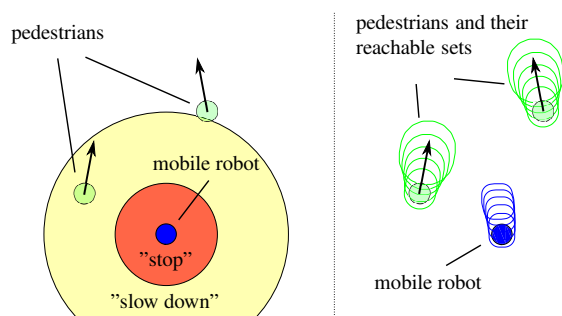 pedestrians
mobile robot
”stop”
”slow down”
pedestrians and their
reachable sets
mobile robot